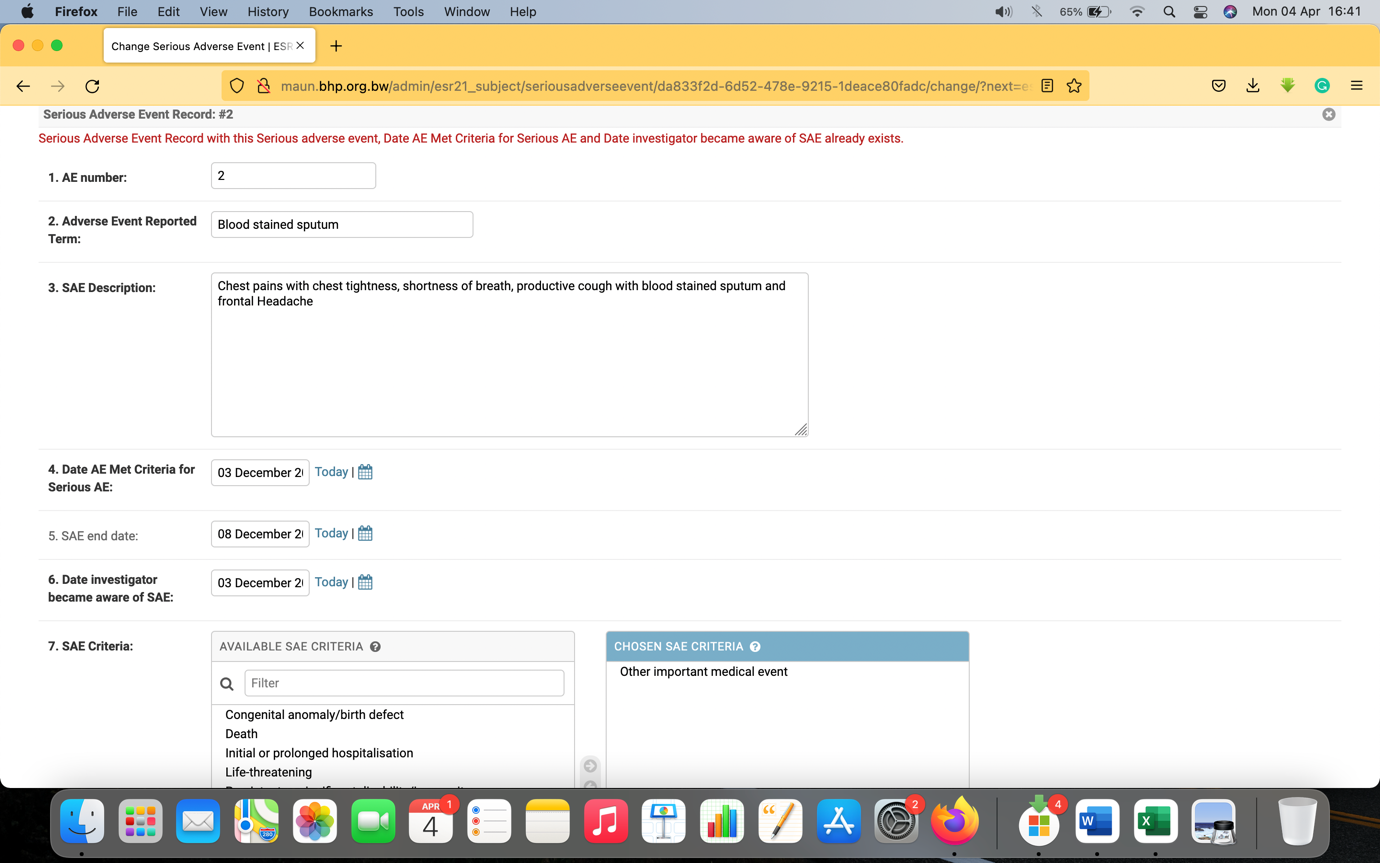 Firefox File Edit View History Bookmarks Tools Window Help 65% Mon 04 Apr 16:41
Change Serious Adverse Event | ESR
maun.bhp.org.bw/admin/esr21_subject/seriousadverseevent/da833f2d-6d52-478e-9215-1deace80fadc/change/?next=es
Serious Adverse Event Record: #2
Serious Adverse Event Record with this Serious adverse event, Date AE Met Criteria for Serious AE and Date investigator became aware of SAE already exists.
1. AE number:
2
2. Adverse Event Reported
Term:
Blood stained sputum
3. SAE Description:
Chest pains with chest tightness, shortness of breath, productive cough with blood stained sputum and
frontal Headache
4. Date AE Met Criteria for
Serious AE:
03 December 20 Today |
5. SAE end date:
08 December 20 Today |
6. Date investigator
became aware of SAE:
03 December 20 Today |
7. SAE Criteria:
AVAILABLE SAE CRITERIA ?
Filter
Congenital anomaly/birth defect
Death
Initial or prolonged hospitalisation
Life-threatening
CHOSEN SAE CRITERIA ?
Other important medical event
280
APR 1
4
2
4
W
X